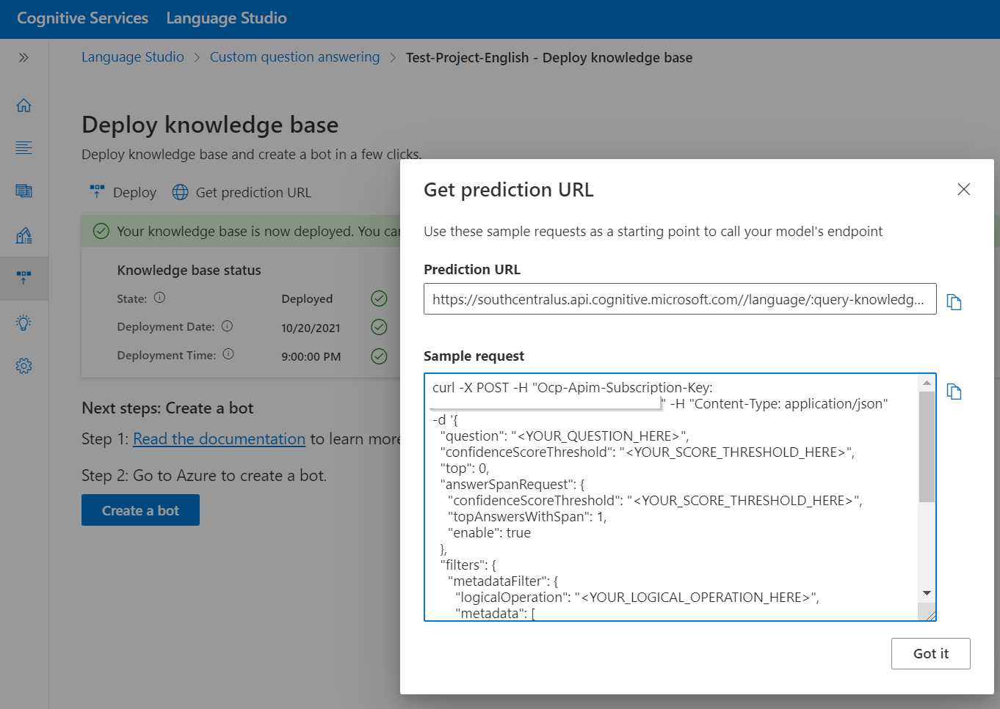 Cognitive Services Language Studio
Language Studio > Custom question answering > Test-Project-English - Deploy knowledge base
Deploy knowledge base
Deploy knowledge base and create a bot in a few clicks.
Deploy Get prediction URL
Your knowledge base is now deployed. You can
Knowledge base status
State: Deployed
Deployment Date: 10/20/2021
Deployment Time: 9:00:00 PM
Next steps: Create a bot
Step 1: Read the documentation to learn more
Step 2: Go to Azure to create a bot.
Create a bot
Get prediction URL
Use these sample requests as a starting point to call your model's endpoint
Prediction URL
https://southcentralus.api.cognitive.microsoft.com//language/:query-knowledg...
Sample request
curl -X POST -H "Ocp-Apim-Subscription-Key:
" -H "Content-Type: application/json"
-d '{
"question": "<YOUR_QUESTION_HERE>",
"confidenceScoreThreshold": "<YOUR_SCORE_THRESHOLD_HERE>",
"top": 0,
"answerSpanRequest": {
"confidenceScoreThreshold": "<YOUR_SCORE_THRESHOLD_HERE>",
"topAnswersWithSpan": 1,
"enable": true
},
"filters": {
"metadataFilter": {
"logicalOperation": "<YOUR_LOGICAL_OPERATION_HERE>",
"metadata": [
Got it